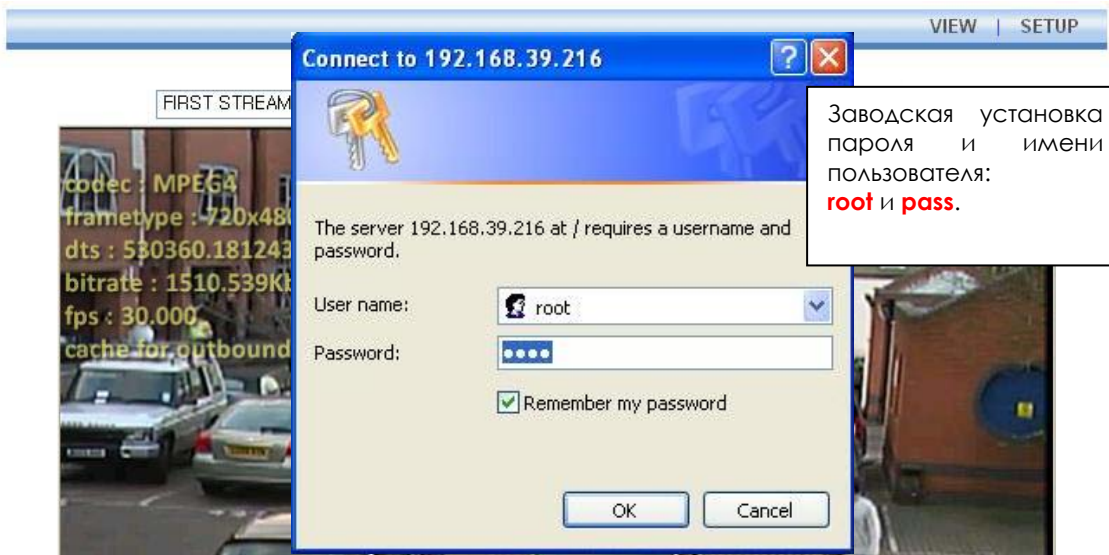 VIEW | SETUP
Connect to 192.168.39.216
FIRST STREAM
Заводская установка
пароля и имени
пользователя:
root и pass.
codec : MPEG4
frametype : 720x480
dts : 530360.181243
bitrate : 1510.539K
fps : 30.000
cache for outbound
The server 192.168.39.216 at / requires a username and
password.
User name: root
Password: ••••
Remember my password
OK Cancel